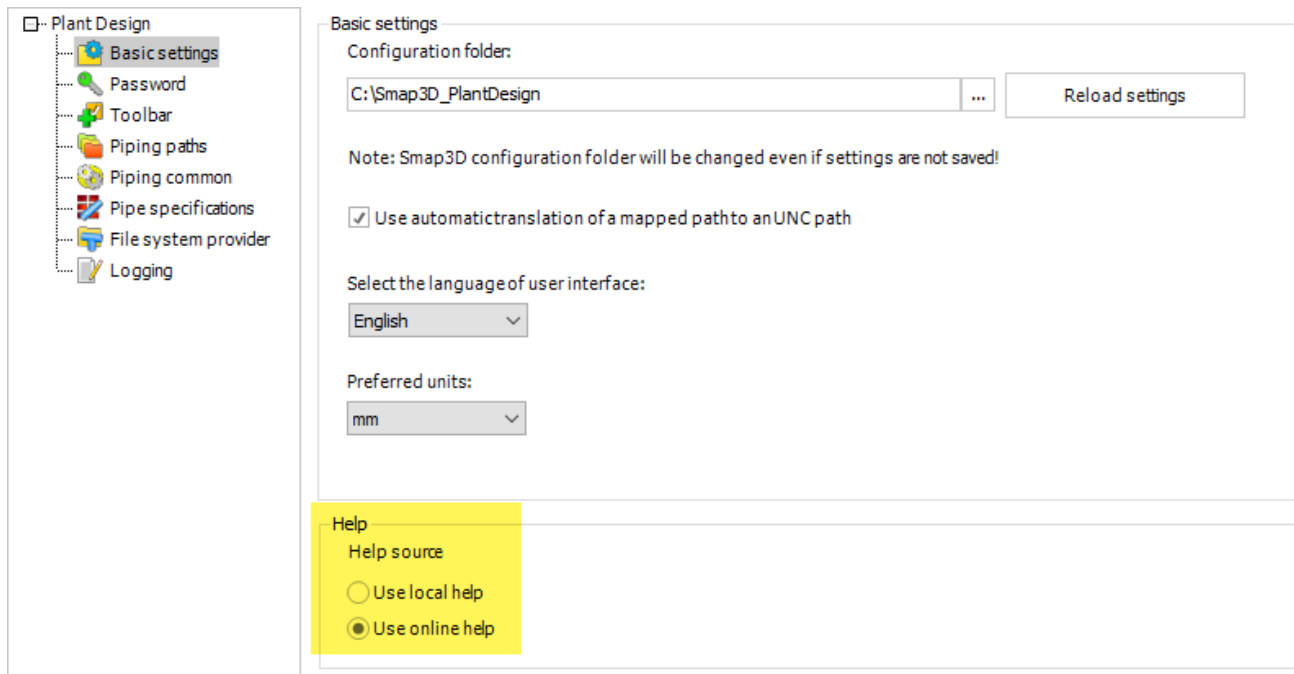 Plant Design
Basic settings
Password
Toolbar
Piping paths
Piping common
Pipe specifications
File system provider
Logging
Basic settings
Configuration folder:
C:\Smap3D_PlantDesign
...
Reload settings
Note: Smap3D configuration folder will be changed even if settings are not saved!
Use automatic translation of a mapped path to an UNC path
Select the language of user interface:
English
Preferred units:
mm
Help
Help source
Use local help
Use online help